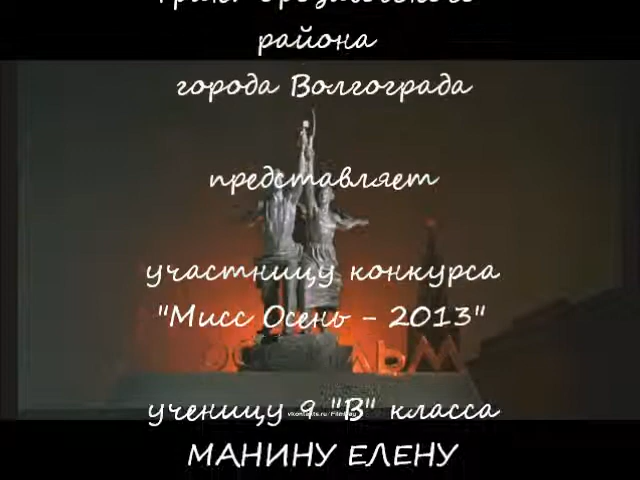 района
города Волгограда
представляет
участницу конкурса
"Мисс Осень - 2013"
ученицу 9 "В" класса
МАНИНУ ЕЛЕНУ